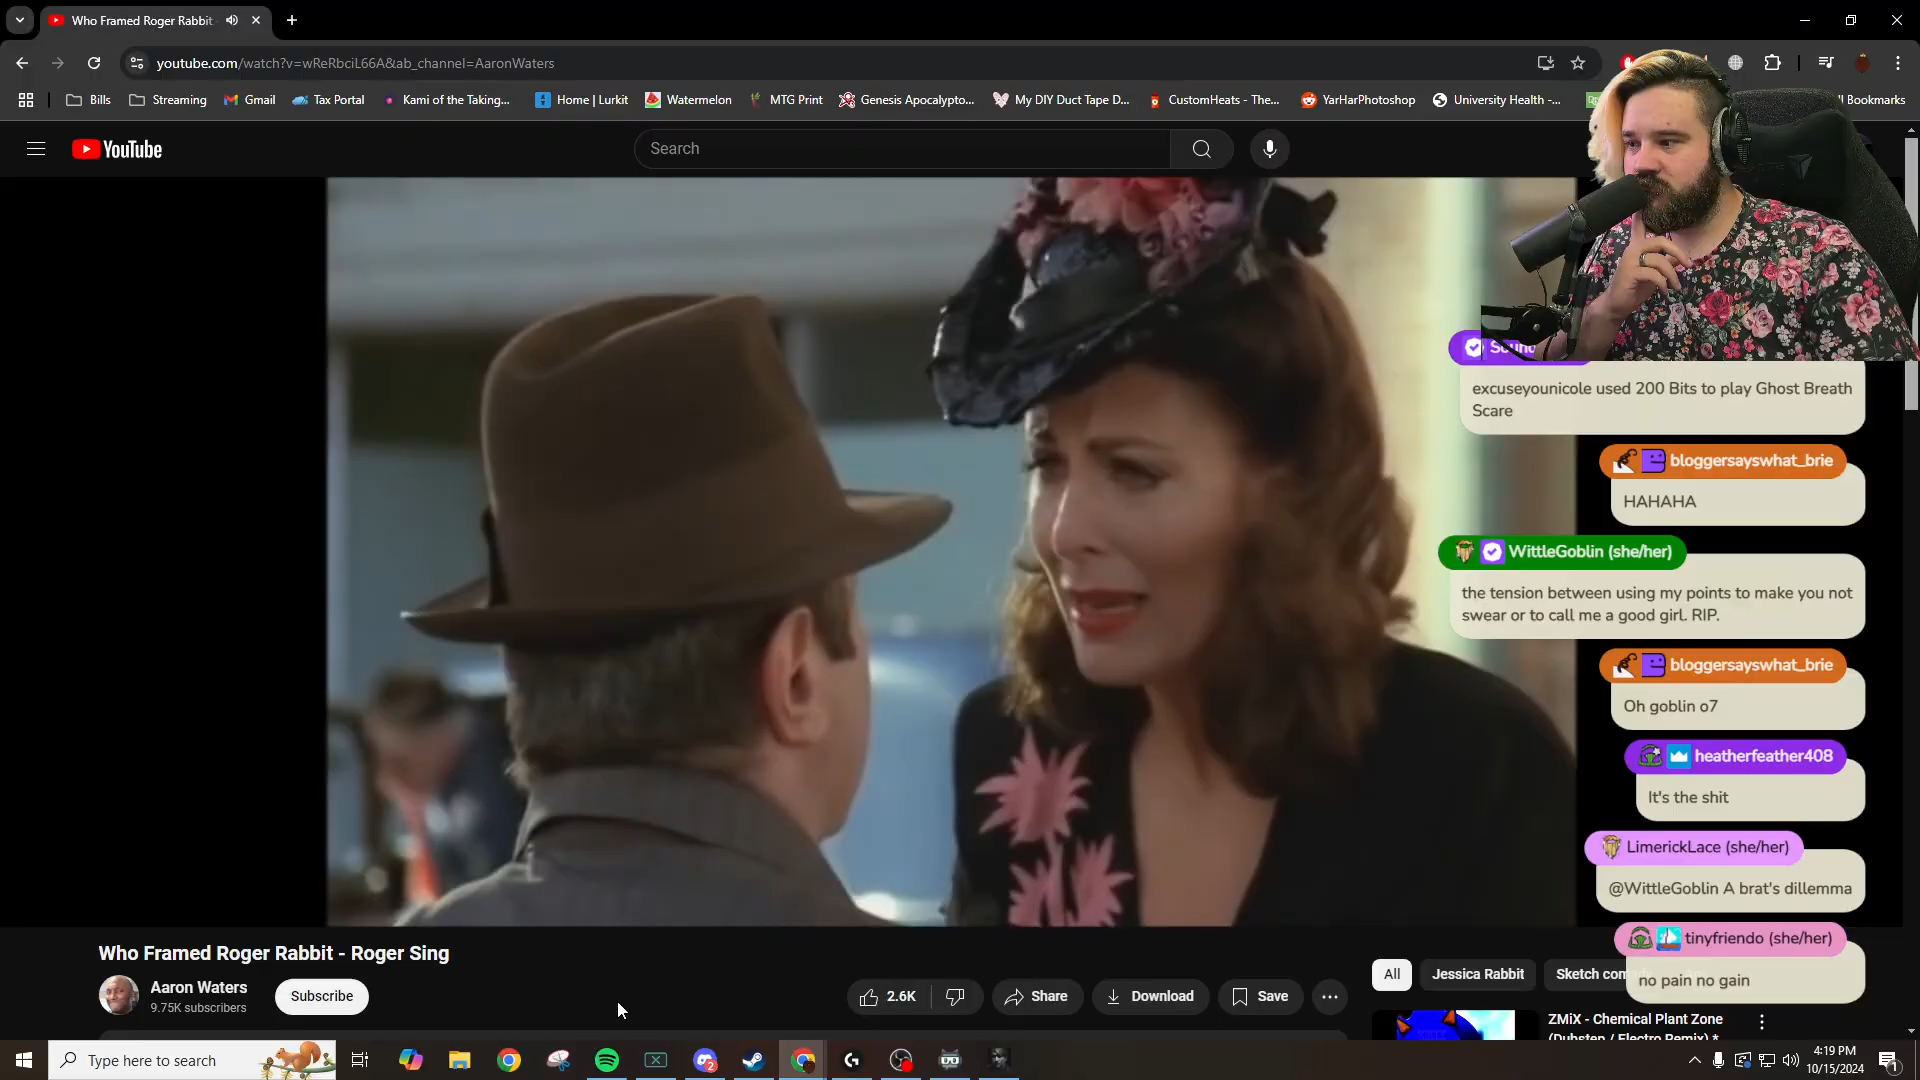 Who Framed Roger Rabbit
youtube.com/watch?v=wReRbciL66A&ab_channel=AaronWaters
Bills
Streaming
Gmail
Tax Portal
Kami of the Taking...
Home | Lurkit
Watermelon
MTG Print
Genesis Apocalypto...
My DIY Duct Tape D...
CustomHeats - The...
YarHarPhotoshop
University Health -...
Bookmarks
YouTube
Search
excuseyounicole used 200 Bits to play Ghost Breath
Scare
bloggersayswhat_brie
HAHAHA
WittleGoblin (she/her)
the tension between using my points to make you not
swear or to call me a good girl. RIP.
bloggersayswhat_brie
Oh goblin o7
heatherfeather408
It's the shit
LimerickLace (she/her)
@WittleGoblin A brat's dillemma
tinyfriendo (she/her)
no pain no gain
Who Framed Roger Rabbit - Roger Sing
Aaron Waters
9.75K subscribers
Subscribe
2.6K
Share
Download
Save
All
Jessica Rabbit
Sketch
ZMiX - Chemical Plant Zone
(Dubstep / Electro Remix) *
Type here to search
2
4:19 PM
10/15/2024
1